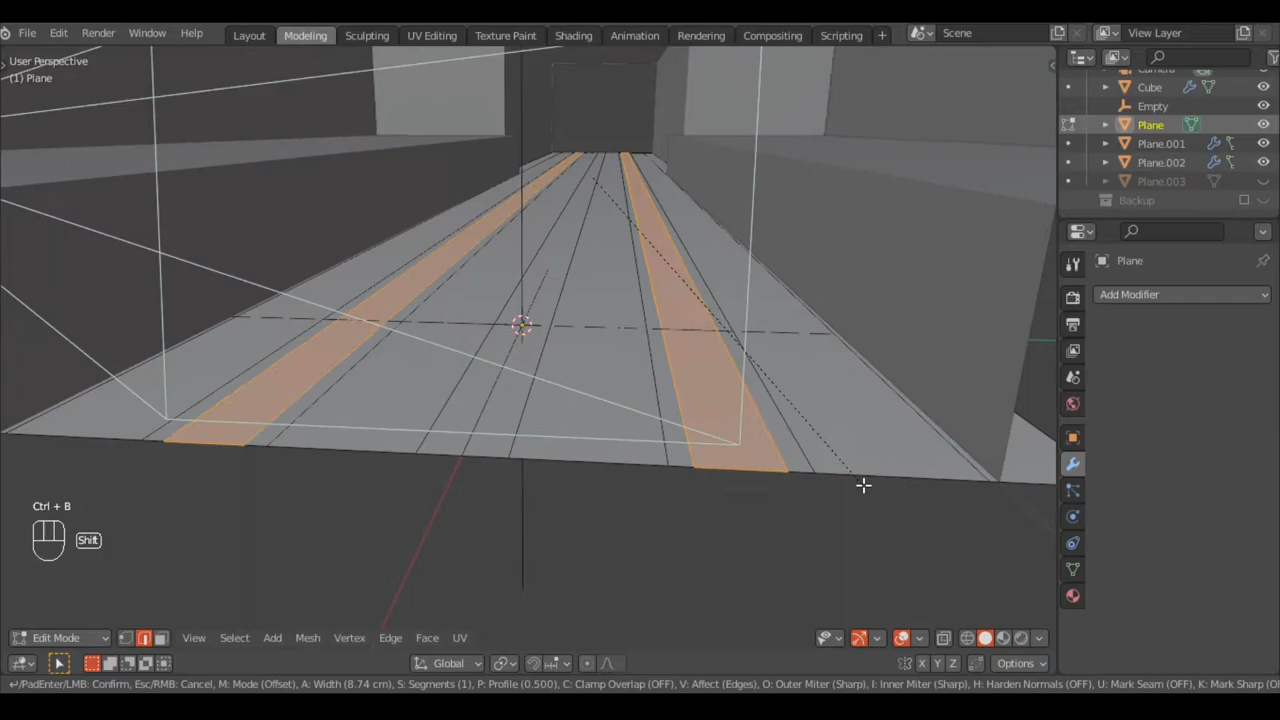 File Edit Render Window Help
Layout Modeling Sculpting UV Editing Texture Paint Shading Animation Rendering Compositing Scripting +
Scene
View Layer
User Perspective
(1) Plane
Cube
Empty
Plane
Plane.001
Plane.002
Plane.003
Backup
Plane
Add Modifier
Ctrl + B
Shift
Edit Mode
View Select Add Mesh Vertex Edge Face UV
Global
X Y Z
Options
/PadEnter/LMB: Confirm, Esc/RMB: Cancel, M: Mode (Offset), A: Width (8.74 cm), S: Segments (1), P: Profile (0.500), C: Clamp Overlap (OFF), V: Affect (Edges), O: Outer Miter (Sharp), I: Inner Miter (Sharp), H: Harden Normals (OFF), U: Mark Seam (OFF), K: Mark Sharp (OF